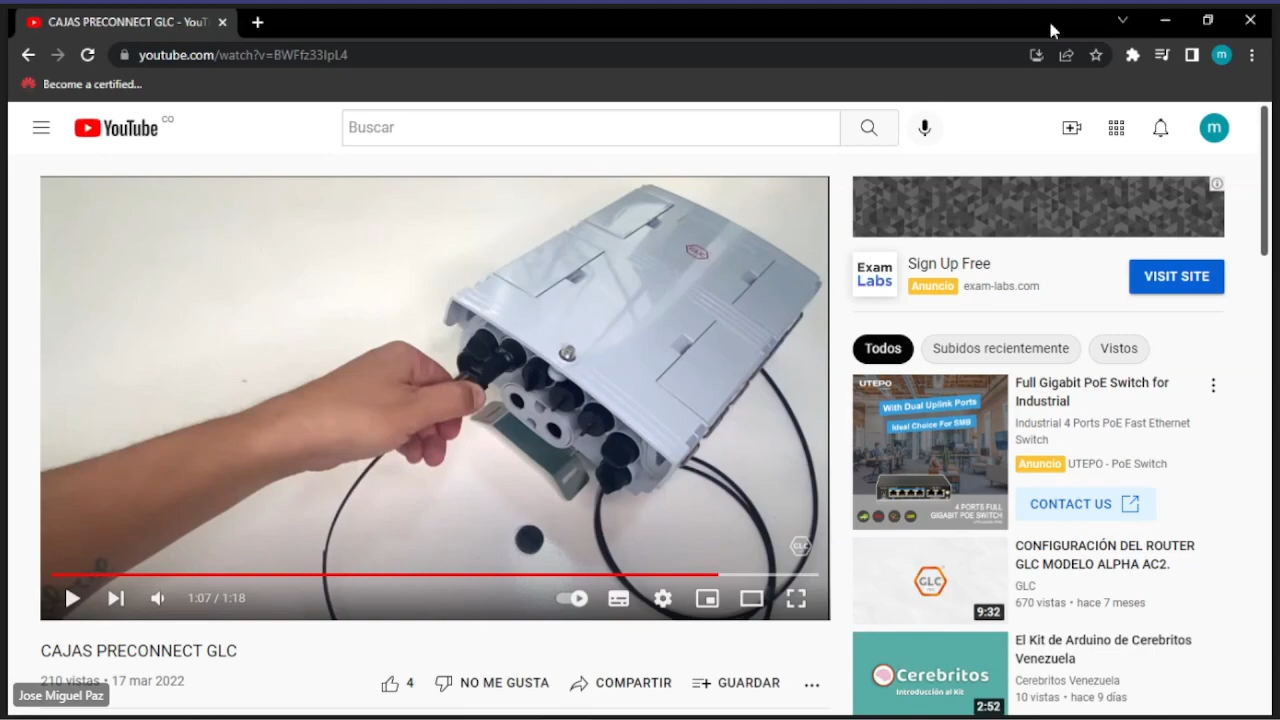 CAJAS PRECONNECT GLC - YouT
youtube.com/watch?v=BWFfz33IpL4
m
Become a certified...
YouTube CO
Buscar
m
GLC
GLC
1:07 / 1:18
CAJAS PRECONNECT GLC
210 vistas • 17 mar 2022
4
NO ME GUSTA
COMPARTIR
GUARDAR
Jose Miguel Paz
Exam
Labs
Sign Up Free
Anuncio exam-labs.com
VISIT SITE
Todos
Subidos recientemente
Vistos
UTEPO
With Dual Uplink Ports
Ideal Choice For SMB
4 PORTS FULL
GIGABIT POE SWITCH
Full Gigabit PoE Switch for
Industrial
Industrial 4 Ports PoE Fast Ethernet
Switch
Anuncio UTEPO - PoE Switch
CONTACT US
GLC
9:32
CONFIGURACIÓN DEL ROUTER
GLC MODELO ALPHA AC2.
GLC
670 vistas • hace 7 meses
Cerebritos
Introducción al Kit
2:52
El Kit de Arduino de Cerebritos
Venezuela
Cerebritos Venezuela
10 vistas • hace 9 días